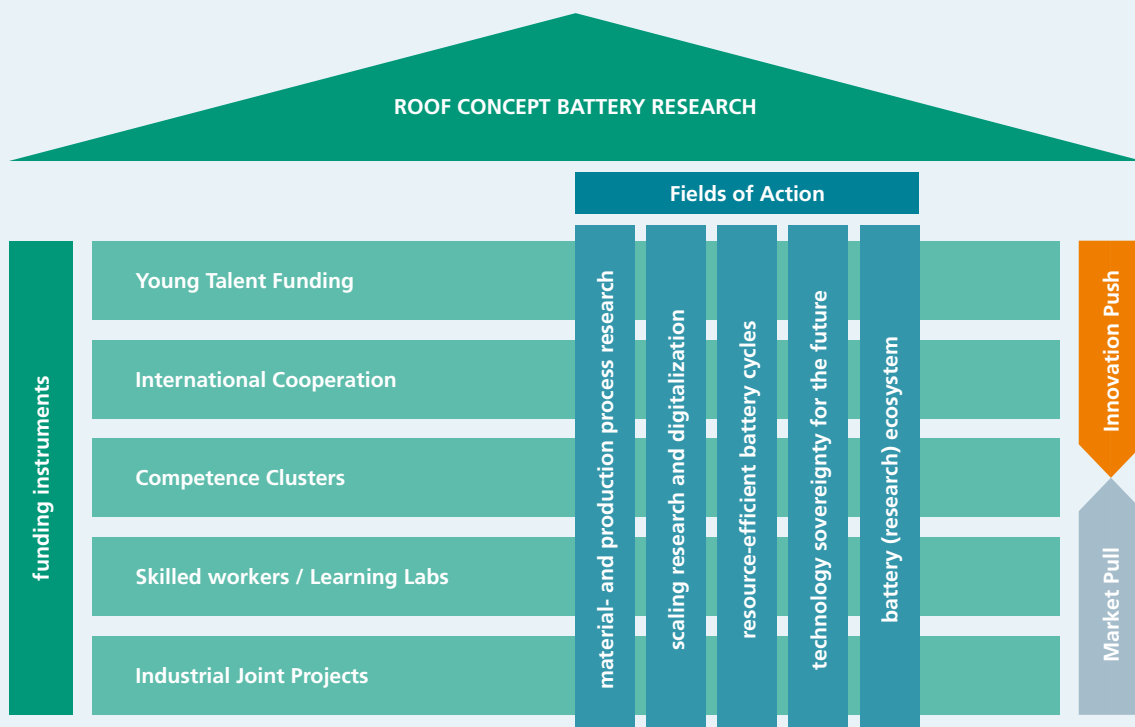 ROOF CONCEPT BATTERY RESEARCH
Fields of Action
funding instruments
Young Talent Funding
International Cooperation
Competence Clusters
Skilled workers / Learning Labs
Industrial Joint Projects
material- and production process research
scaling research and digitalization
resource-efficient battery cycles
technology sovereignty for the future
battery (research) ecosystem
Innovation Push
Market Pull